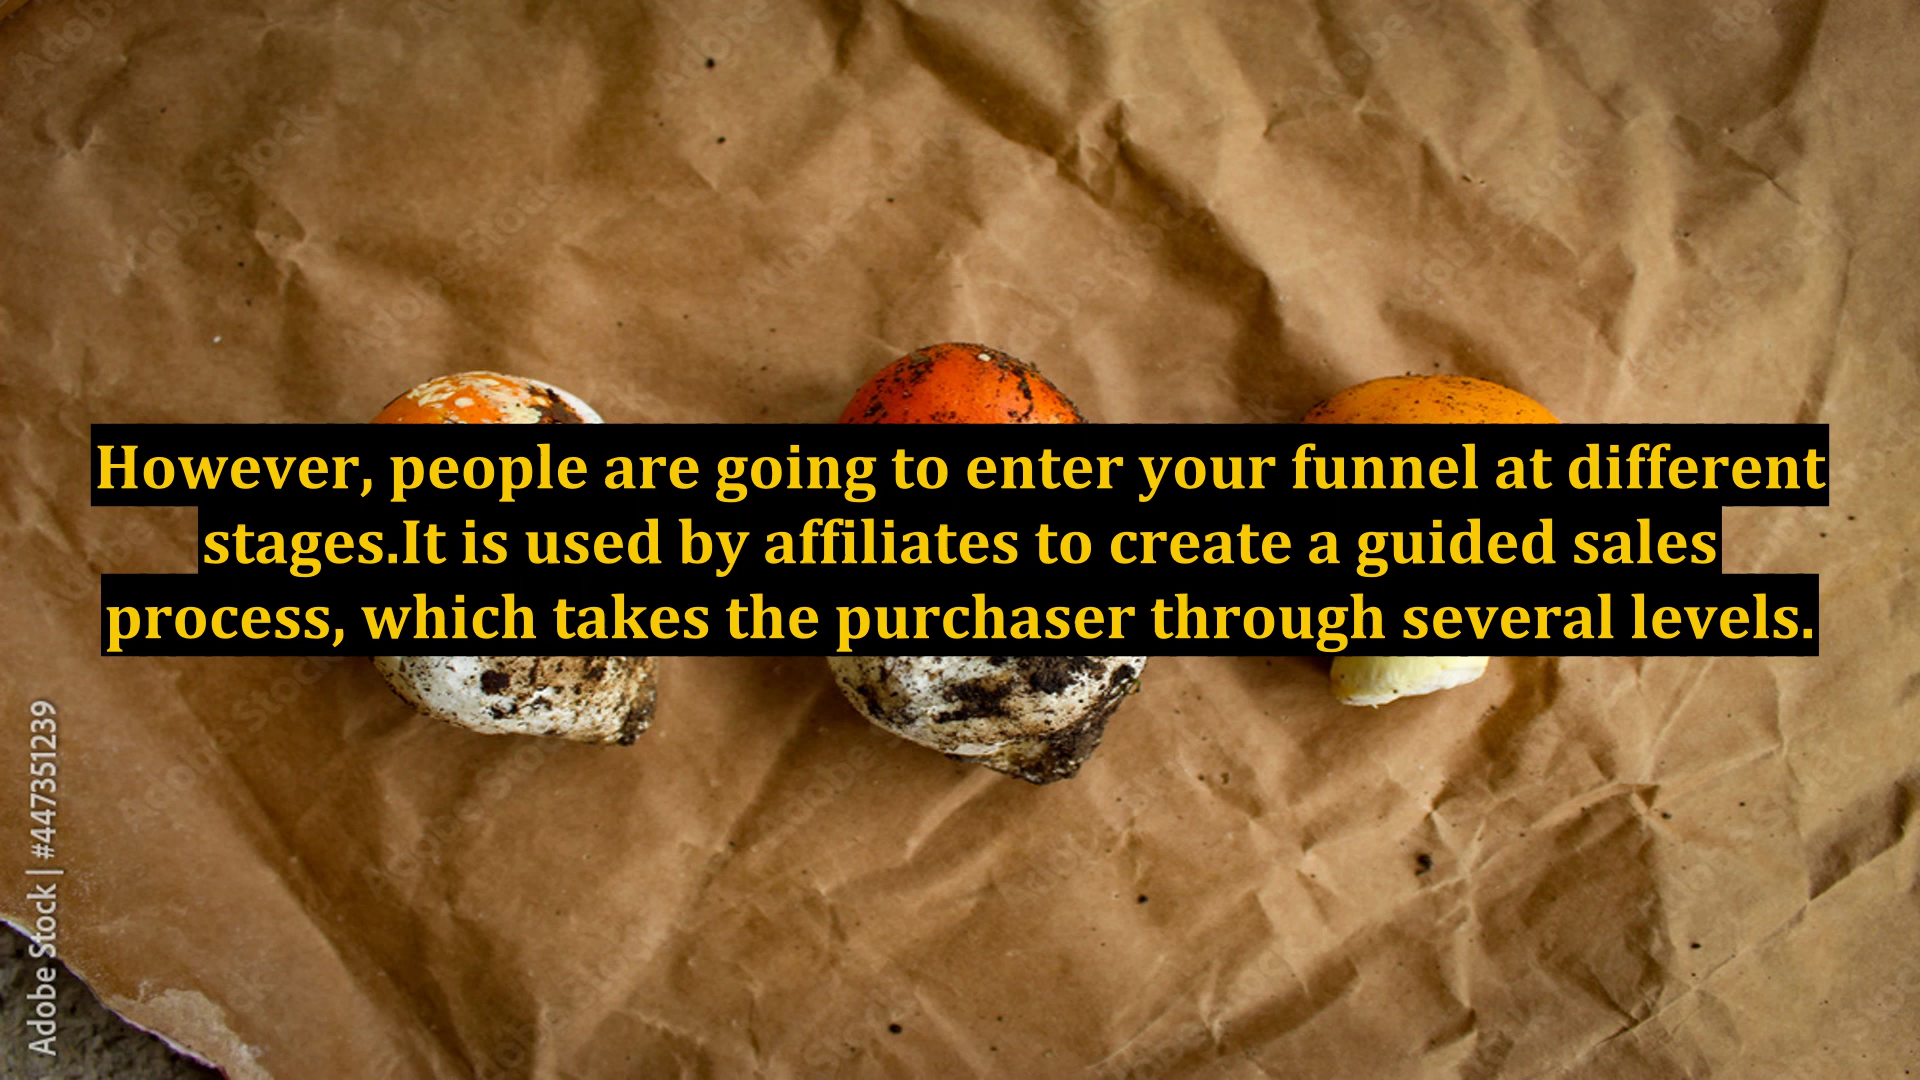 However, people are going to enter your funnel at different
stages.It is used by affiliates to create a guided sales
process, which takes the purchaser through several levels.
Adobe Stock | #447351239